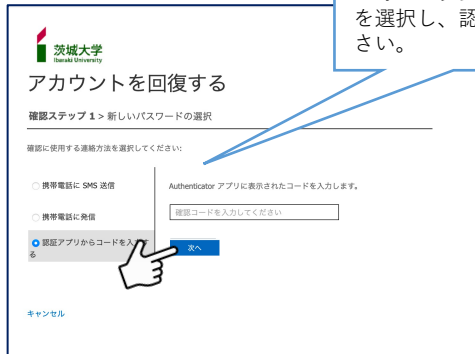 を選択し、認
さい。
茨城大学
Ibaraki University
アカウントを回復する
確認ステップ 1 > 新しいパスワードの選択
確認に使用する連絡方法を選択してください:
携帯電話に SMS 送信
Authenticator アプリに表示されたコードを入力します。
確認コードを入力してください
携帯電話に発信
認証アプリからコードを入力す
る
次へ
キャンセル